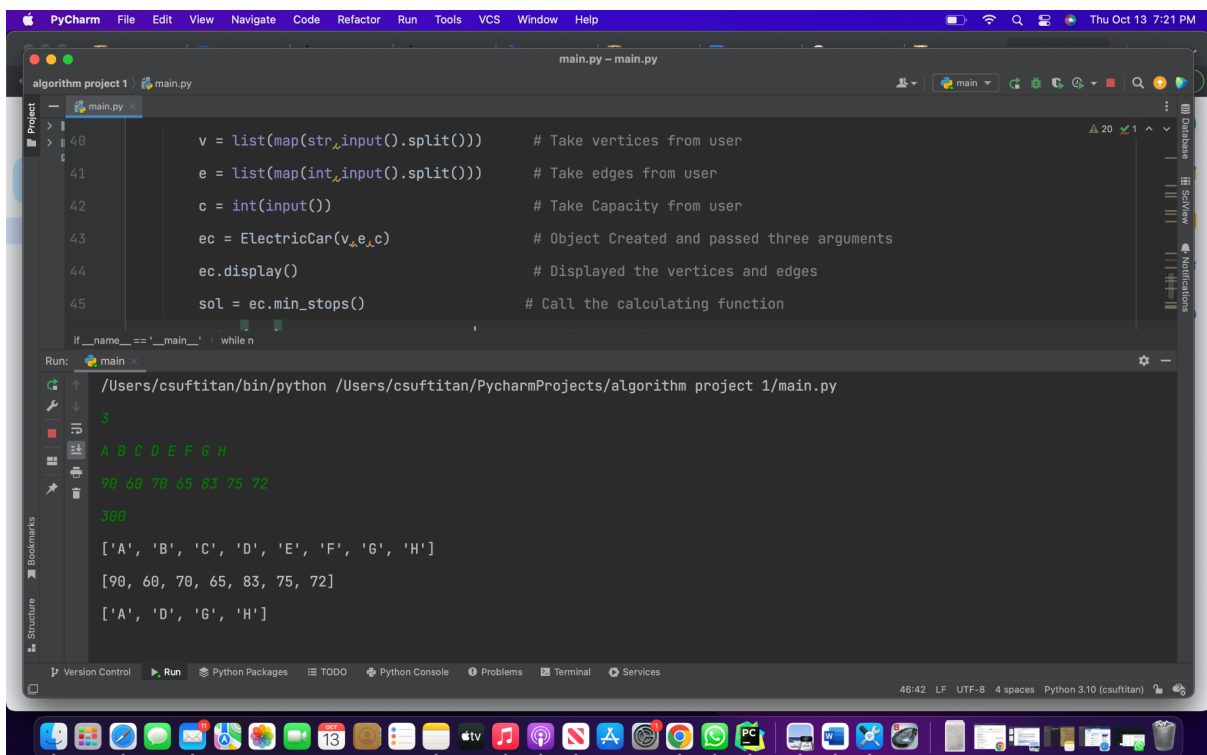 PyCharm File Edit View Navigate Code Refactor Run Tools VCS Window Help Thu Oct 13 7:21 PM
main.py – main.py
algorithm project 1 main.py main
Project main.py
40 v = list(map(str,input().split())) # Take vertices from user
20 1
41 e = list(map(int,input().split())) # Take edges from user
42 c = int(input()) # Take Capacity from user
43 ec = ElectricCar(v,e,c) # Object Created and passed three arguments
44 ec.display() # Displayed the vertices and edges
45 sol = ec.min_stops() # Call the calculating function
Database
SciView
Notifications
if __name__ == '__main__' › while n
Run: main
/Users/csuftitan/bin/python /Users/csuftitan/PycharmProjects/algorithm project 1/main.py
3
A B C D E F G H
90 60 70 65 83 75 72
300
['A', 'B', 'C', 'D', 'E', 'F', 'G', 'H']
[90, 60, 70, 65, 83, 75, 72]
['A', 'D', 'G', 'H']
Bookmarks
Structure
Version Control Run Python Packages TODO Python Console Problems Terminal Services
46:42 LF UTF-8 4 spaces Python 3.10 (csuftitan)
OCT
13
tv
PC